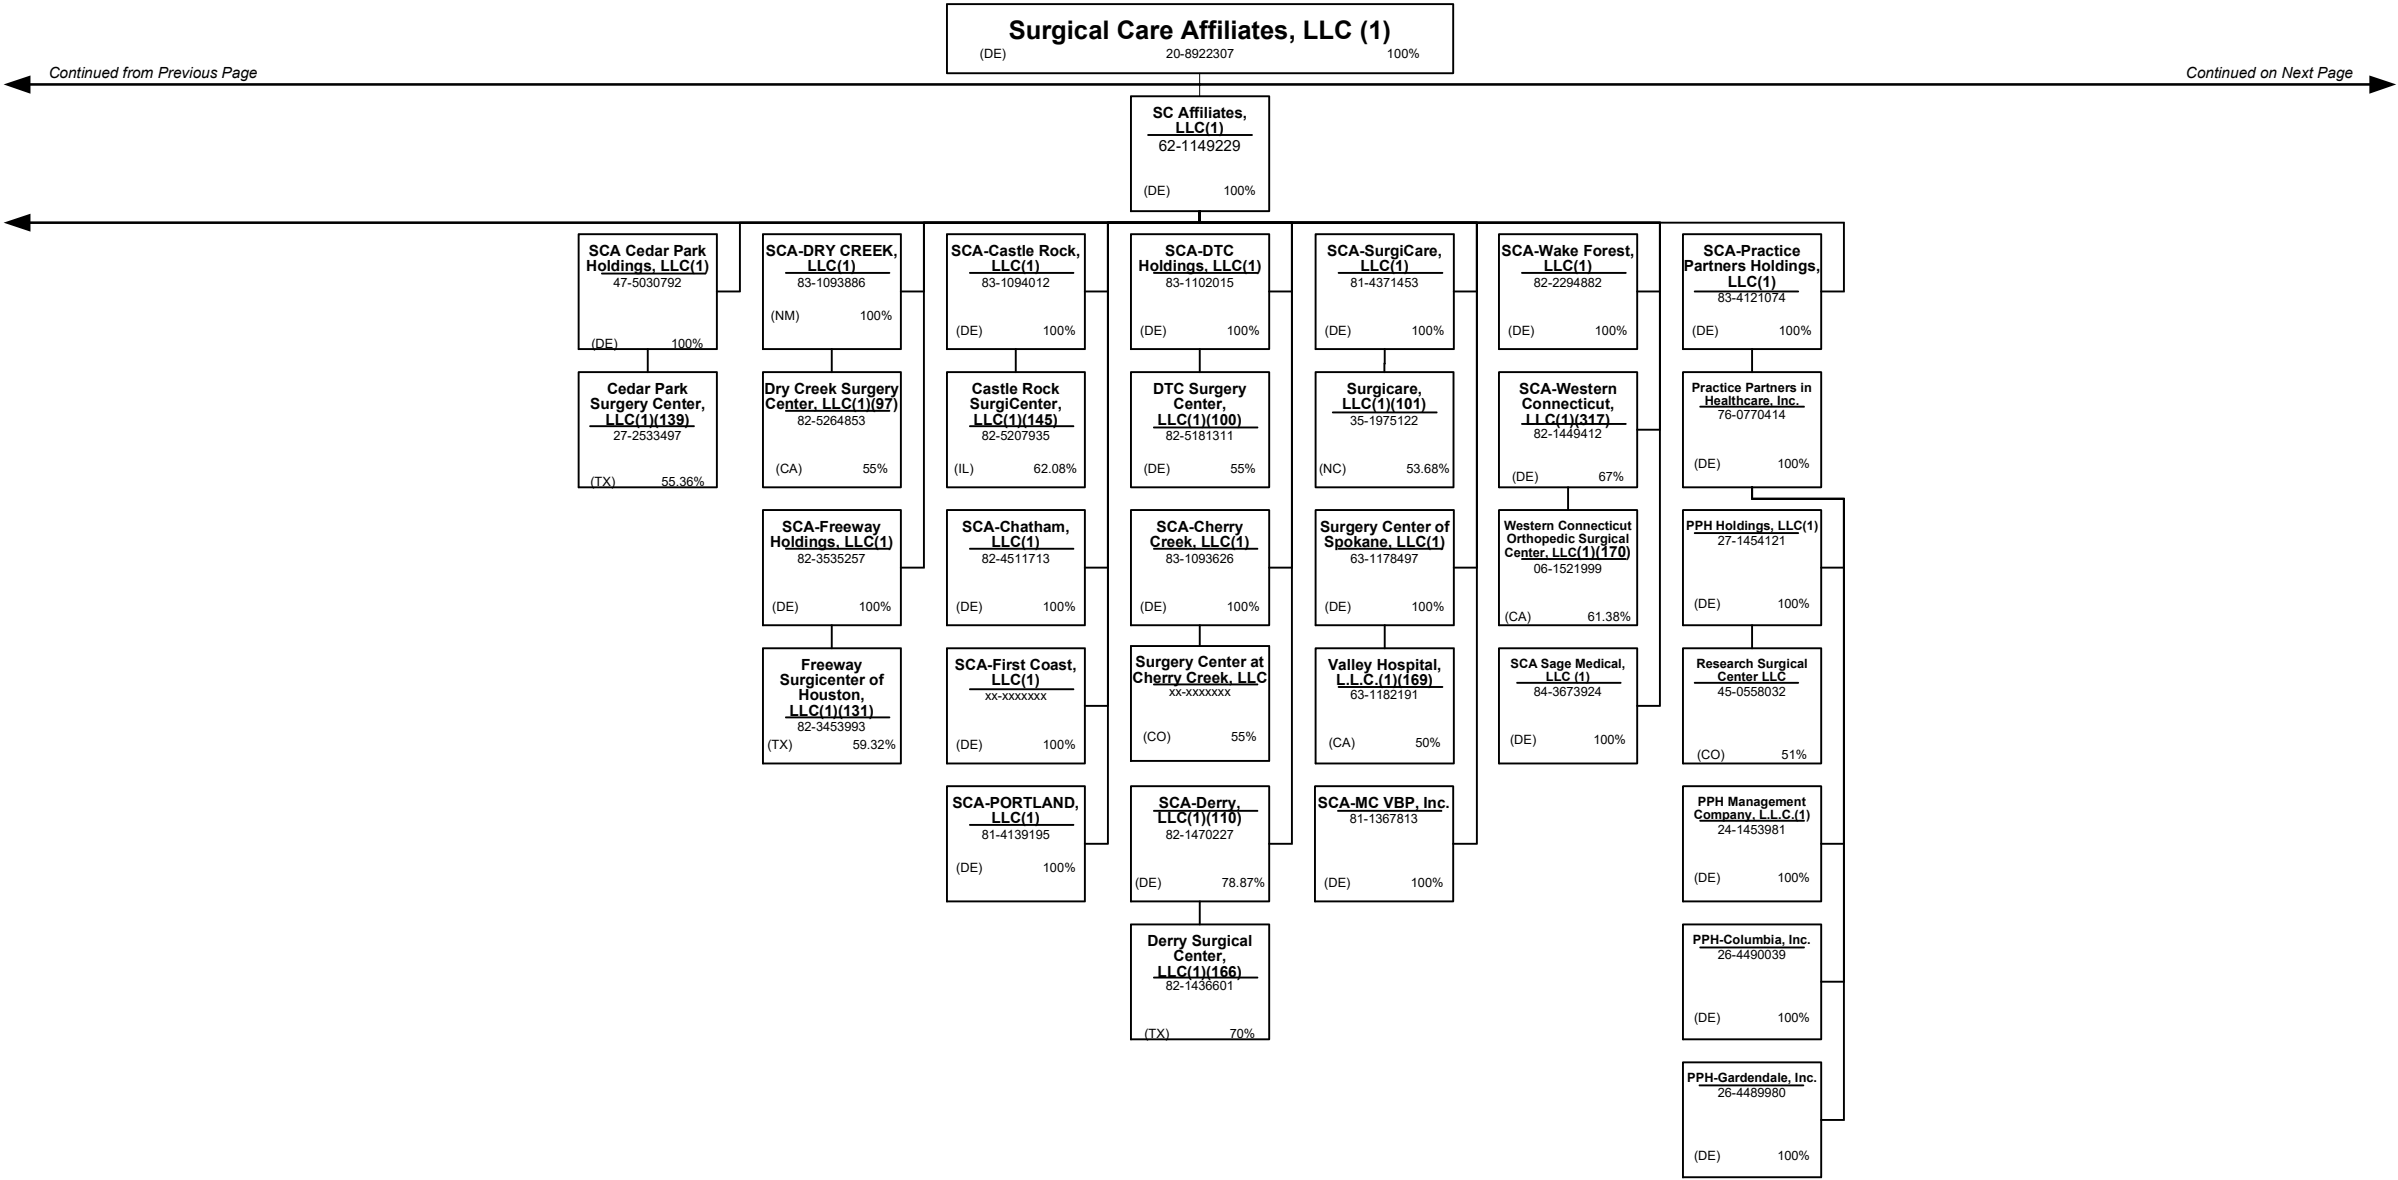 Surgical Care Affiliates, LLC (1)
(DE) 20-8922307 100%
Continued from Previous Page
Continued on Next Page
SC Affiliates,
LLC(1)
62-1149229
(DE) 100%
SCA Cedar Park
Holdings, LLC(1)
47-5030792
(DE) 100%
Cedar Park
Surgery Center,
LLC(1)(139)
27-2533497
(TX) 55.36%
SCA-DRY CREEK,
LLC(1)
83-1093886
(NM) 100%
Dry Creek Surgery
Center, LLC(1)(97)
82-5264853
(CA) 55%
SCA-Freeway
Holdings, LLC(1)
82-3535257
(DE) 100%
Freeway
Surgicenter of
Houston,
LLC(1)(131)
82-3453993
(TX) 59.32%
SCA-Castle Rock,
LLC(1)
83-1094012
(DE) 100%
Castle Rock
SurgiCenter,
LLC(1)(145)
82-5207935
(IL) 62.08%
SCA-Chatham,
LLC(1)
82-4511713
(DE) 100%
SCA-First Coast,
LLC(1)
xx-xxxxxxx
(DE) 100%
SCA-PORTLAND,
LLC(1)
81-4139195
(DE) 100%
SCA-DTC
Holdings, LLC(1)
83-1102015
(DE) 100%
DTC Surgery
Center,
LLC(1)(100)
82-5181311
(DE) 55%
SCA-Cherry
Creek, LLC(1)
83-1093626
(DE) 100%
Surgery Center at
Cherry Creek, LLC
xx-xxxxxxx
(CO) 55%
SCA-Derry,
LLC(1)(110)
82-1470227
(DE) 78.87%
Derry Surgical
Center,
LLC(1)(166)
82-1436601
(TX) 70%
SCA-SurgiCare,
LLC(1)
81-4371453
(DE) 100%
Surgicare,
LLC(1)(101)
35-1975122
(NC) 53.68%
Surgery Center of
Spokane, LLC(1)
63-1178497
(DE) 100%
Valley Hospital,
L.L.C.(1)(169)
63-1182191
(CA) 50%
SCA-MC VBP, Inc.
81-1367813
(DE) 100%
SCA-Wake Forest,
LLC(1)
82-2294882
(DE) 100%
SCA-Western
Connecticut,
LLC(1)(317)
82-1449412
(DE) 67%
Western Connecticut
Orthopedic Surgical
Center, LLC(1)(170)
06-1521999
(CA) 61.38%
SCA Sage Medical,
LLC (1)
84-3673924
(DE) 100%
SCA-Practice
Partners Holdings,
LLC(1)
83-4121074
(DE) 100%
Practice Partners in
Healthcare, Inc.
76-0770414
(DE) 100%
PPH Holdings, LLC(1)
27-1454121
(DE) 100%
Research Surgical
Center LLC
45-0558032
(CO) 51%
PPH Management
Company, L.L.C.(1)
24-1453981
(DE) 100%
PPH-Columbia, Inc.
26-4490039
(DE) 100%
PPH-Gardendale, Inc.
26-4489980
(DE) 100%